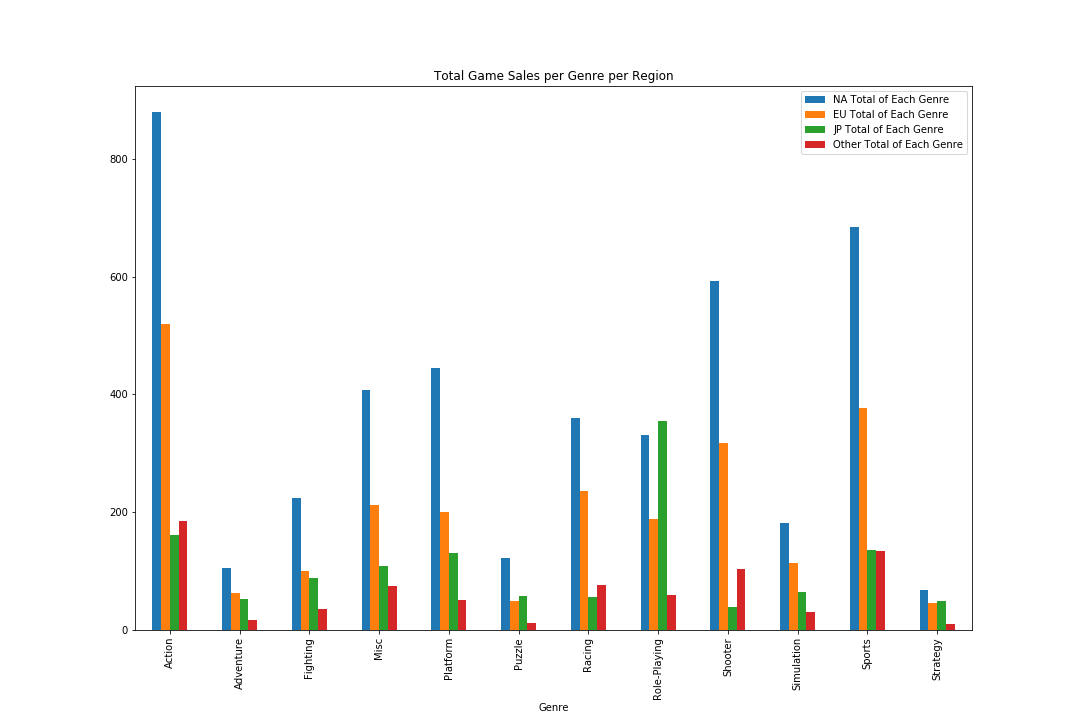 Total Game Sales per Genre per Region
NA Total of Each Genre
EU Total of Each Genre
JP Total of Each Genre
Other Total of Each Genre
800
600
400
200
0
Action
Adventure
Fighting
Misc
Platform
Puzzle
Racing
Role-Playing
Shooter
Simulation
Sports
Strategy
Genre